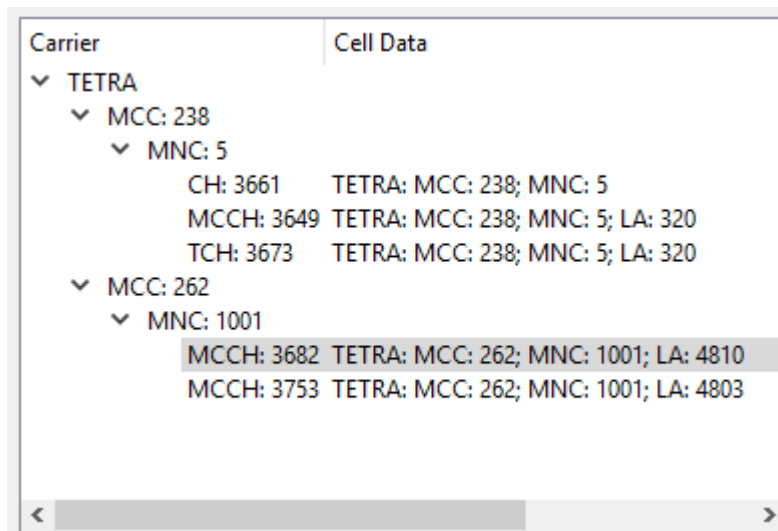 Carrier Cell Data
TETRA
MCC: 238
MNC: 5
CH: 3661 TETRA: MCC: 238; MNC: 5
MCCH: 3649 TETRA: MCC: 238; MNC: 5; LA: 320
TCH: 3673 TETRA: MCC: 238; MNC: 5; LA: 320
MCC: 262
MNC: 1001
MCCH: 3682 TETRA: MCC: 262; MNC: 1001; LA: 4810
MCCH: 3753 TETRA: MCC: 262; MNC: 1001; LA: 4803